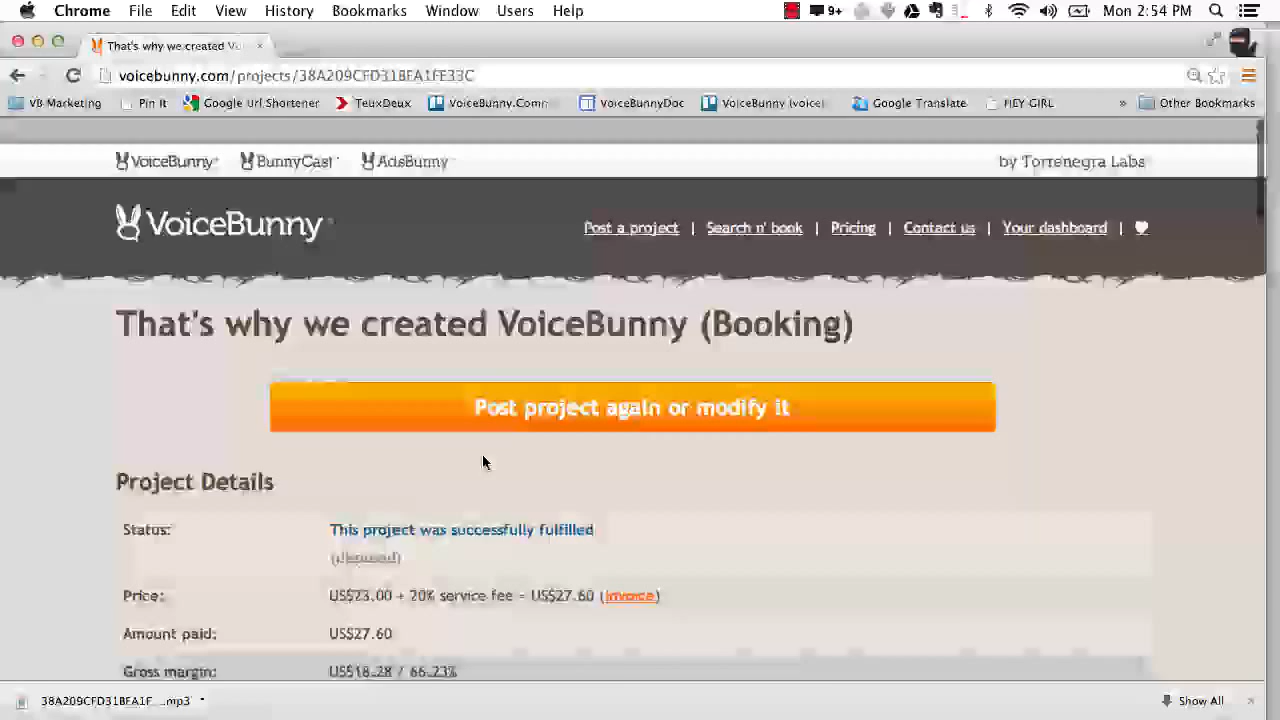 Chrome File Edit View History Bookmarks Window Users Help 9+ Mon 2:54 PM
That's why we created Vo
voicebunny.com/projects/38A209CFD31BEA1FE33C
VB Marketing Pin It Google Url Shortene TeuxDeux VoiceBunny.Comn VoiceBunnyDoc VoiceBunny (voice) Google Translate HEY GIRL » Other Bookmarks
VoiceBunny BunnyCast AdsBunny by Torrenegra Labs
VoiceBunny Post a project | Search n' book | Pricing | Contact us | Your dashboard |
That's why we created VoiceBunny (Booking)
Post project again or modify it
Project Details
Status: This project was successfully fulfilled
Price: US$23.00 + 20% service fee = US$27.60 (invoice)
Amount paid: US$27.60
Gross margin: US$18.28 / 66.23%
38A209CFD31BEA1F....mp3 Show All